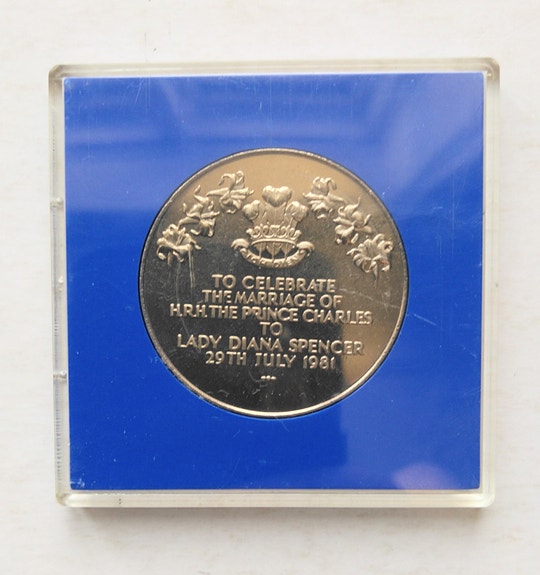 TO CELEBRATE
THE MARRIAGE OF
H.R.H. THE PRINCE CHARLES
TO
LADY DIANA SPENCER
29TH JULY 1981